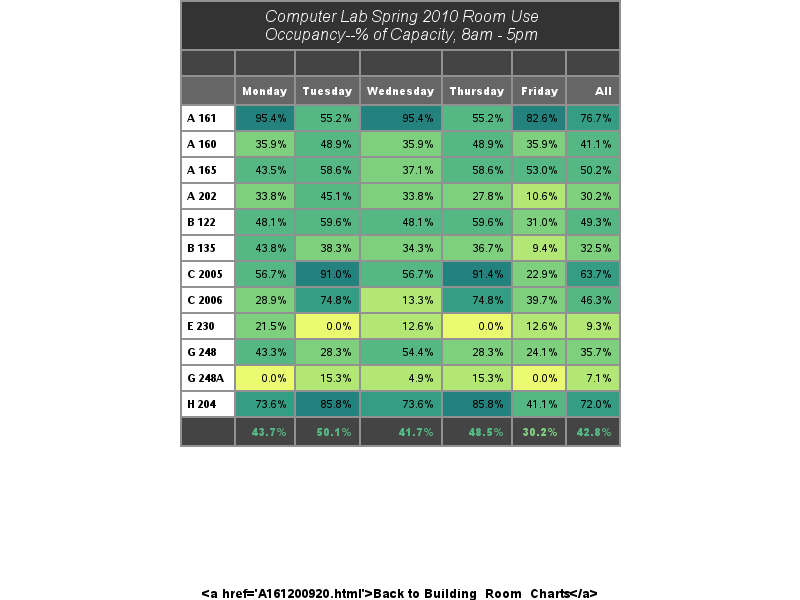 Computer Lab Spring 2010 Room Use
Occupancy--% of Capacity, 8am - 5pm
Monday Tuesday Wednesday Thursday Friday All
A 161 95.4% 55.2% 95.4% 55.2% 82.6% 76.7%
A 160 35.9% 48.9% 35.9% 48.9% 35.9% 41.1%
A 165 43.5% 58.6% 37.1% 58.6% 53.0% 50.2%
A 202 33.8% 45.1% 33.8% 27.8% 10.6% 30.2%
B 122 48.1% 59.6% 48.1% 59.6% 31.0% 49.3%
B 135 43.8% 38.3% 34.3% 36.7% 9.4% 32.5%
C 2005 56.7% 91.0% 56.7% 91.4% 22.9% 63.7%
C 2006 28.9% 74.8% 13.3% 74.8% 39.7% 46.3%
E 230 21.5% 0.0% 12.6% 0.0% 12.6% 9.3%
G 248 43.3% 28.3% 54.4% 28.3% 24.1% 35.7%
G 248A 0.0% 15.3% 4.9% 15.3% 0.0% 7.1%
H 204 73.6% 85.8% 73.6% 85.8% 41.1% 72.0%
43.7% 50.1% 41.7% 48.5% 30.2% 42.8%
<a href='A161200920.html'>Back to Building_Room_Charts</a>